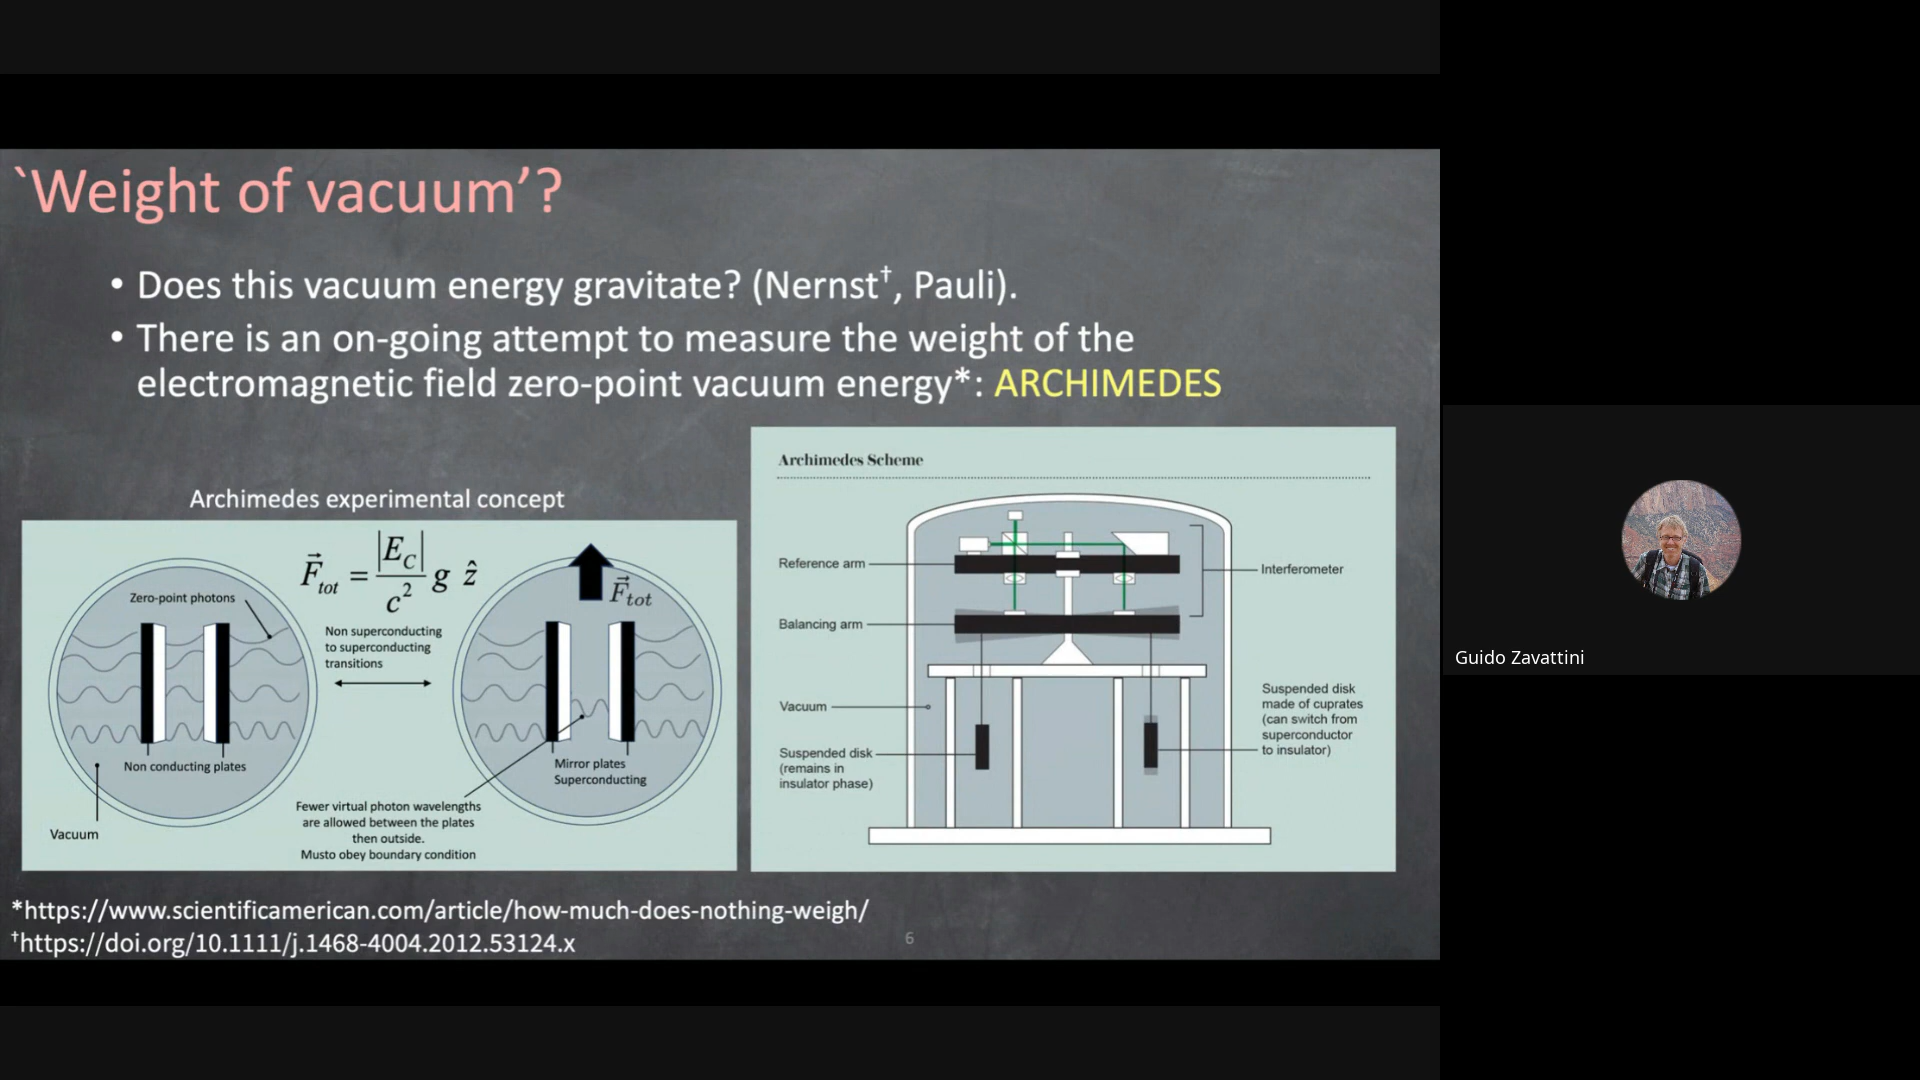 `Weight of vacuum’?
• Does this vacuum energy gravitate? (Nernst†, Pauli).
• There is an on-going attempt to measure the weight of the
electromagnetic field zero-point vacuum energy*: ARCHIMEDES
Archimedes experimental concept
F⃗tot = |EC|/c² g ẑ
F⃗tot
Zero-point photons
Non superconducting
to superconducting
transitions
Non conducting plates
Mirror plates
Superconducting
Fewer virtual photon wavelengths
are allowed between the plates
then outside.
Musto obey boundary condition
Vacuum
Archimedes Scheme
Reference arm
Interferometer
Balancing arm
Vacuum
Suspended disk
made of cuprates
(can switch from
superconductor
to insulator)
Suspended disk
(remains in
insulator phase)
*https://www.scientificamerican.com/article/how-much-does-nothing-weigh/
†https://doi.org/10.1111/j.1468-4004.2012.53124.x
6
Guido Zavattini